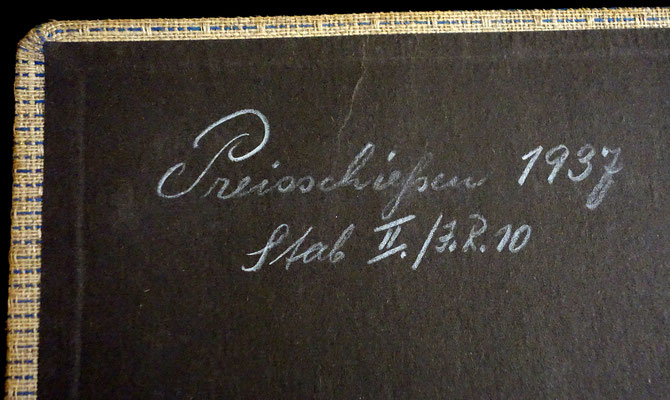 Preisschießen 1937
Stab II./J.R.10